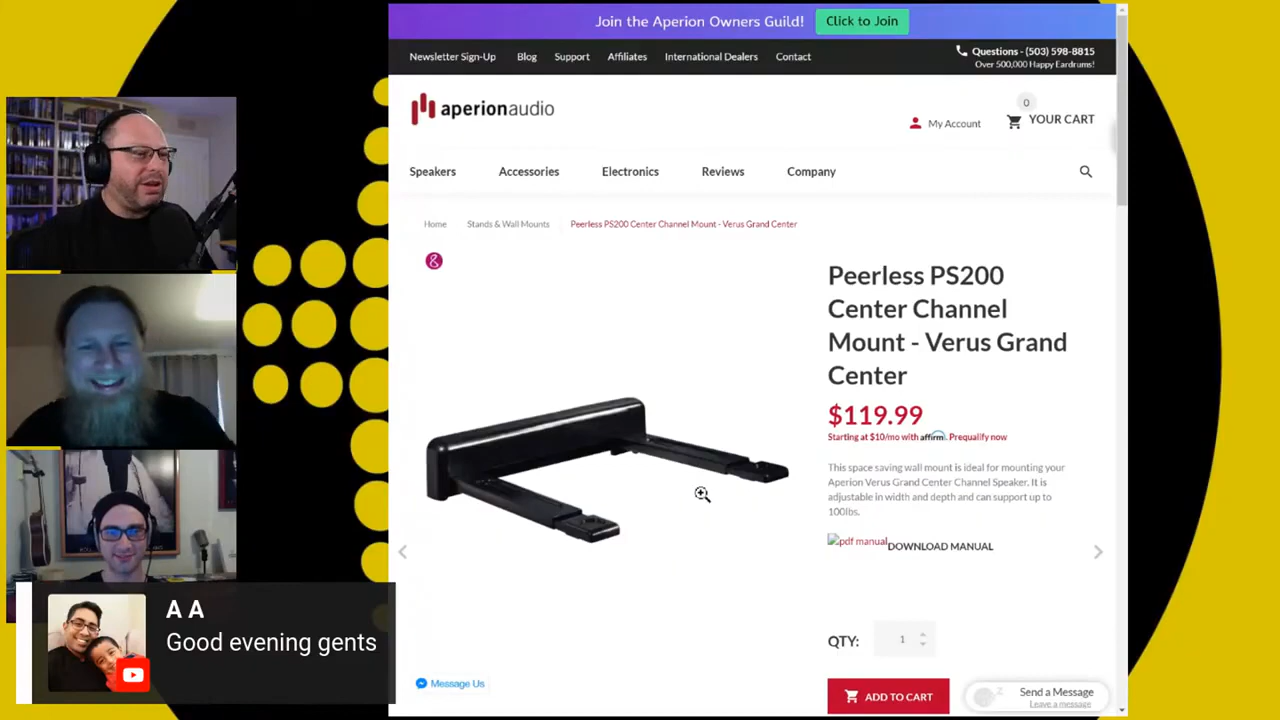 Join the Aperion Owners Guild!
Click to Join
Newsletter Sign-Up
Blog
Support
Affiliates
International Dealers
Contact
Questions - (503) 598-8815
Over 500,000 Happy Eardrums!
aperionaudio
My Account
0
YOUR CART
Speakers
Accessories
Electronics
Reviews
Company
Home
Stands & Wall Mounts
Peerless PS200 Center Channel Mount - Verus Grand Center
Peerless PS200
Center Channel
Mount - Verus Grand
Center
$119.99
Starting at $10/mo with affirm. Prequalify now
This space saving wall mount is ideal for mounting your
Aperion Verus Grand Center Channel Speaker. It is
adjustable in width and depth and can support up to
100lbs.
pdf manual DOWNLOAD MANUAL
QTY:
1
ADD TO CART
Message Us
Send a Message
Leave a message
A A
Good evening gents